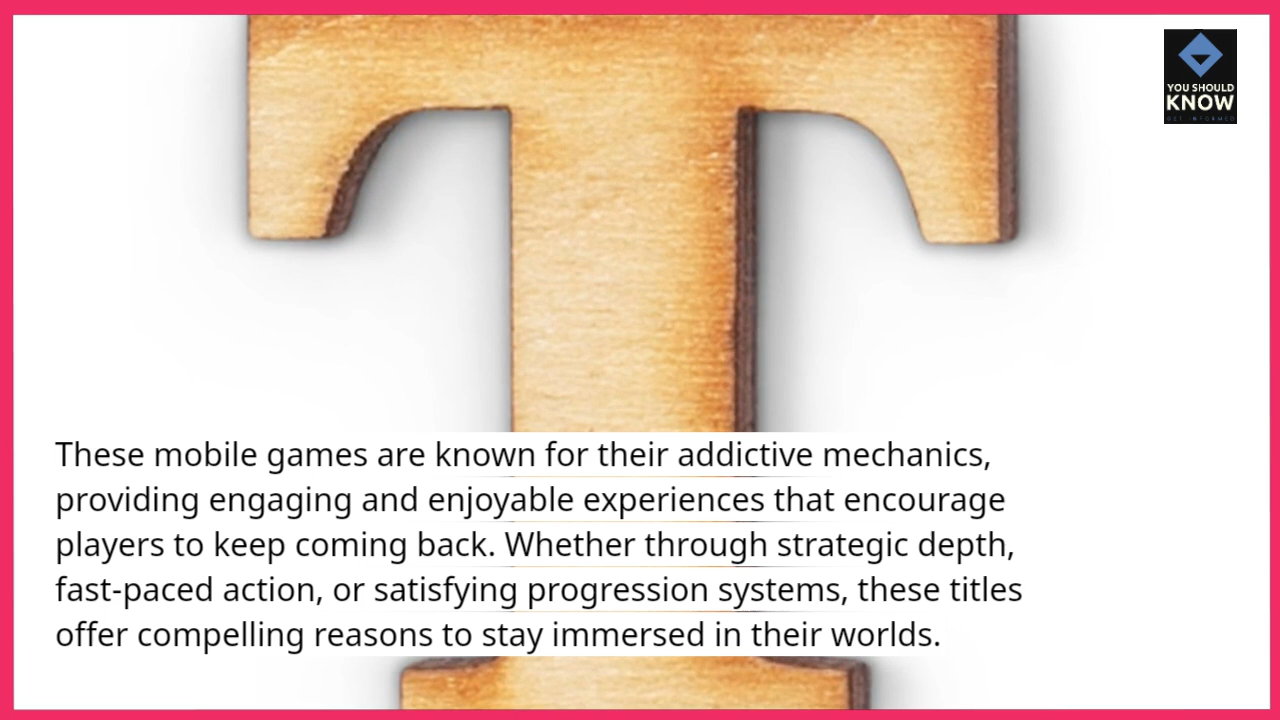 YOU SHOULD
KNOW
GET INFORMED
These mobile games are known for their addictive mechanics,
providing engaging and enjoyable experiences that encourage
players to keep coming back. Whether through strategic depth,
fast-paced action, or satisfying progression systems, these titles
offer compelling reasons to stay immersed in their worlds.